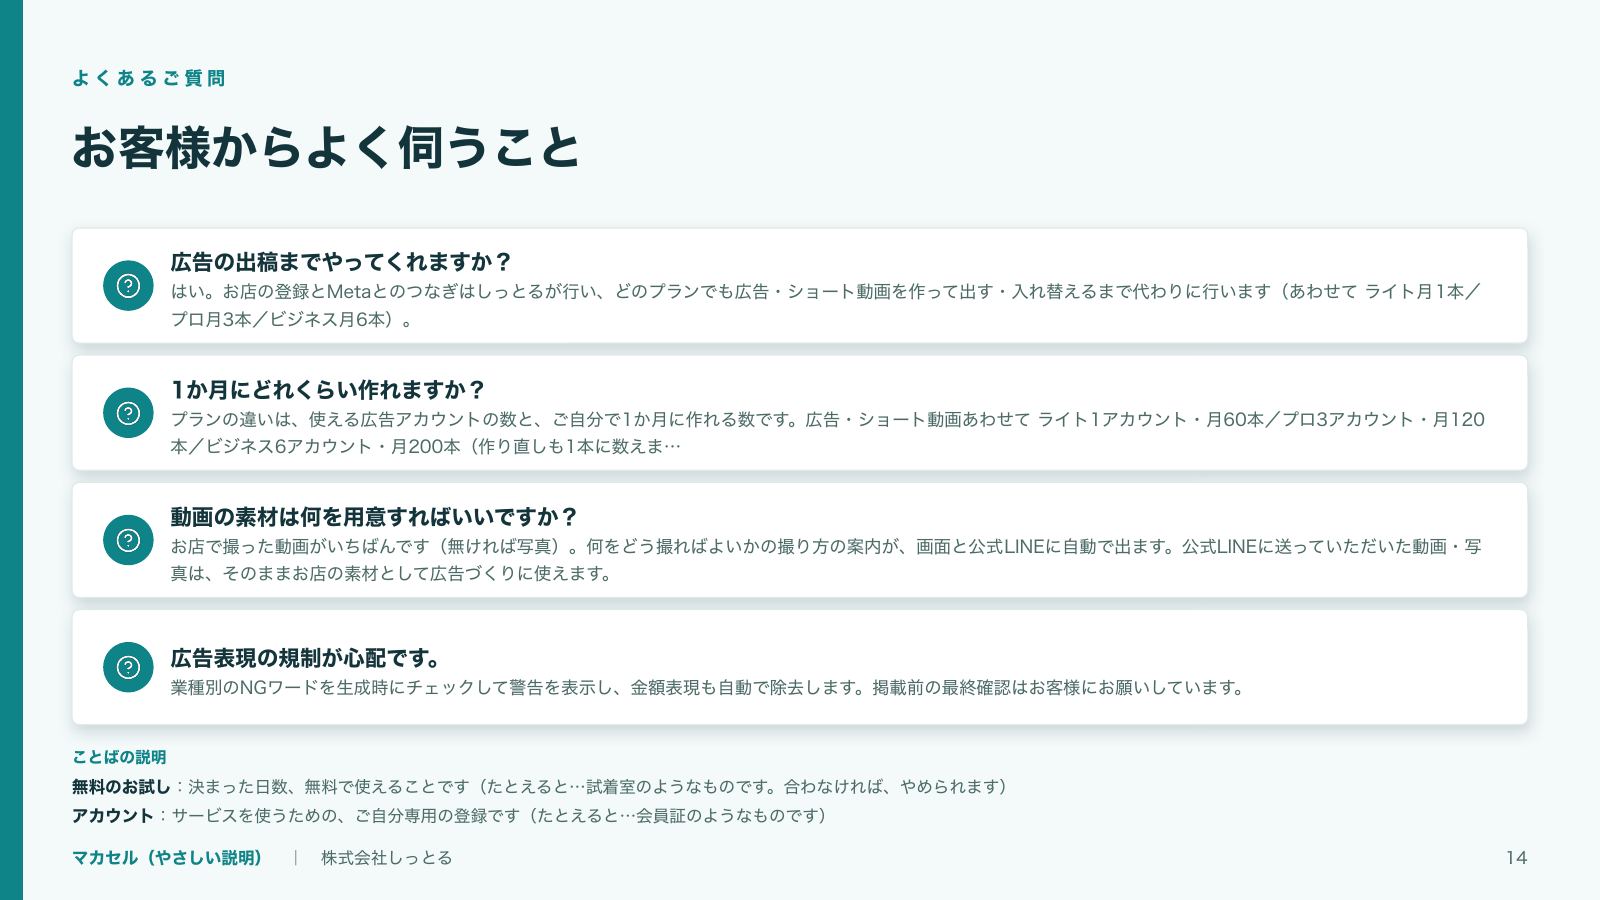 よくあるご質問
お客様からよく伺うこと
広告の出稿までやってくれますか？
はい。お店の登録とMetaとのつなぎはしっとるが行い、どのプランでも広告・ショート動画を作って出す・入れ替えるまで代わりに行います（あわせて ライト月1本／
プロ月3本／ビジネス月6本）。
1か月にどれくらい作れますか？
プランの違いは、使える広告アカウントの数と、ご自分で1か月に作れる数です。広告・ショート動画あわせて ライト1アカウント・月60本／プロ3アカウント・月120
本／ビジネス6アカウント・月200本（作り直しも1本に数えま…
動画の素材は何を用意すればいいですか？
お店で撮った動画がいちばんです（無ければ写真）。何をどう撮ればよいかの撮り方の案内が、画面と公式LINEに自動で出ます。公式LINEに送っていただいた動画・写
真は、そのままお店の素材として広告づくりに使えます。
広告表現の規制が心配です。
業種別のNGワードを生成時にチェックして警告を表示し、金額表現も自動で除去します。掲載前の最終確認はお客様にお願いしています。
ことばの説明
無料のお試し：決まった日数、無料で使えることです（たとえると…試着室のようなものです。合わなければ、やめられます）
アカウント：サービスを使うための、ご自分専用の登録です（たとえると…会員証のようなものです）
マカセル（やさしい説明） ｜ 株式会社しっとる
14